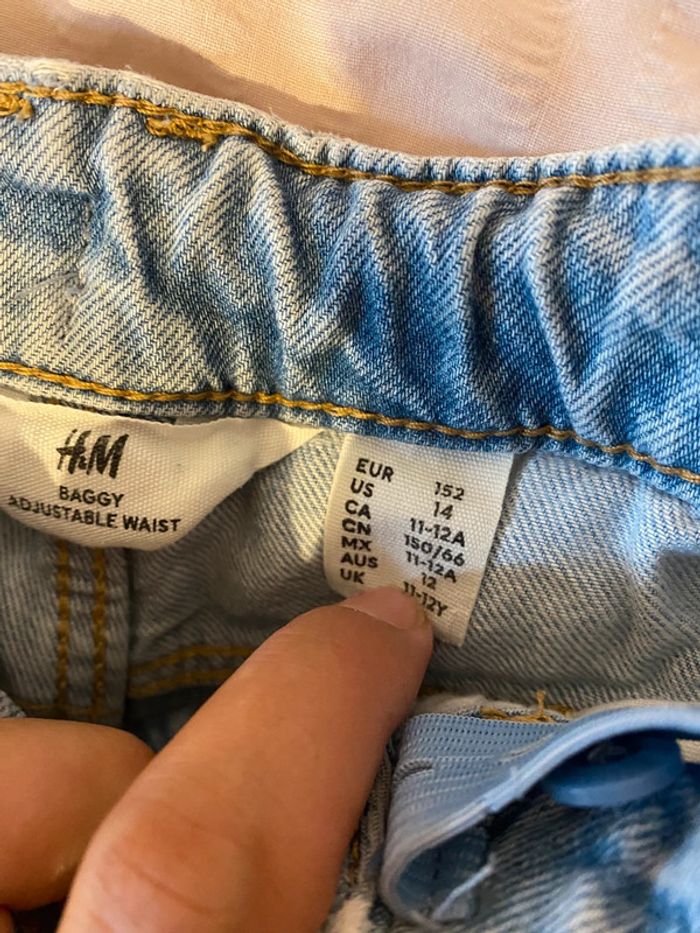 H&M
BAGGY
ADJUSTABLE WAIST
EUR 152
US 14
CA 11-12A
CN 150/66
MX 11-12A
AUS 12
UK 11-12Y